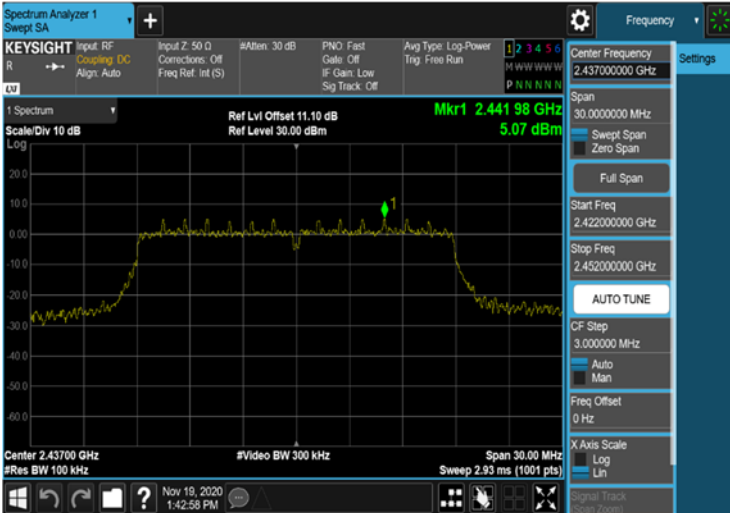 Spectrum Analyzer 1
Swept SA
+
Frequency
KEYSIGHT
R
LXI
Input: RF
Coupling: DC
Align: Auto
Input Z: 50 Ω
Corrections: Off
Freq Ref: Int (S)
#Atten: 30 dB
PNO: Fast
Gate: Off
IF Gain: Low
Sig Track: Off
Avg Type: Log-Power
Trig: Free Run
1 2 3 4 5 6
M W W W W W
P N N N N N
Center Frequency
2.437000000 GHz
Settings
Span
30.0000000 MHz
Swept Span
Zero Span
Full Span
Start Freq
2.422000000 GHz
Stop Freq
2.452000000 GHz
AUTO TUNE
CF Step
3.000000 MHz
Auto
Man
Freq Offset
0 Hz
X Axis Scale
Log
Lin
Signal Track
(Span Zoom)
1 Spectrum
Scale/Div 10 dB
Log
Ref Lvl Offset 11.10 dB
Ref Level 30.00 dBm
Mkr1 2.441 98 GHz
5.07 dBm
1
20.0
10.0
0.00
-10.0
-20.0
-30.0
-40.0
-50.0
-60.0
Center 2.43700 GHz
#Res BW 100 kHz
#Video BW 300 kHz
Span 30.00 MHz
Sweep 2.93 ms (1001 pts)
?
Nov 19, 2020
1:42:58 PM